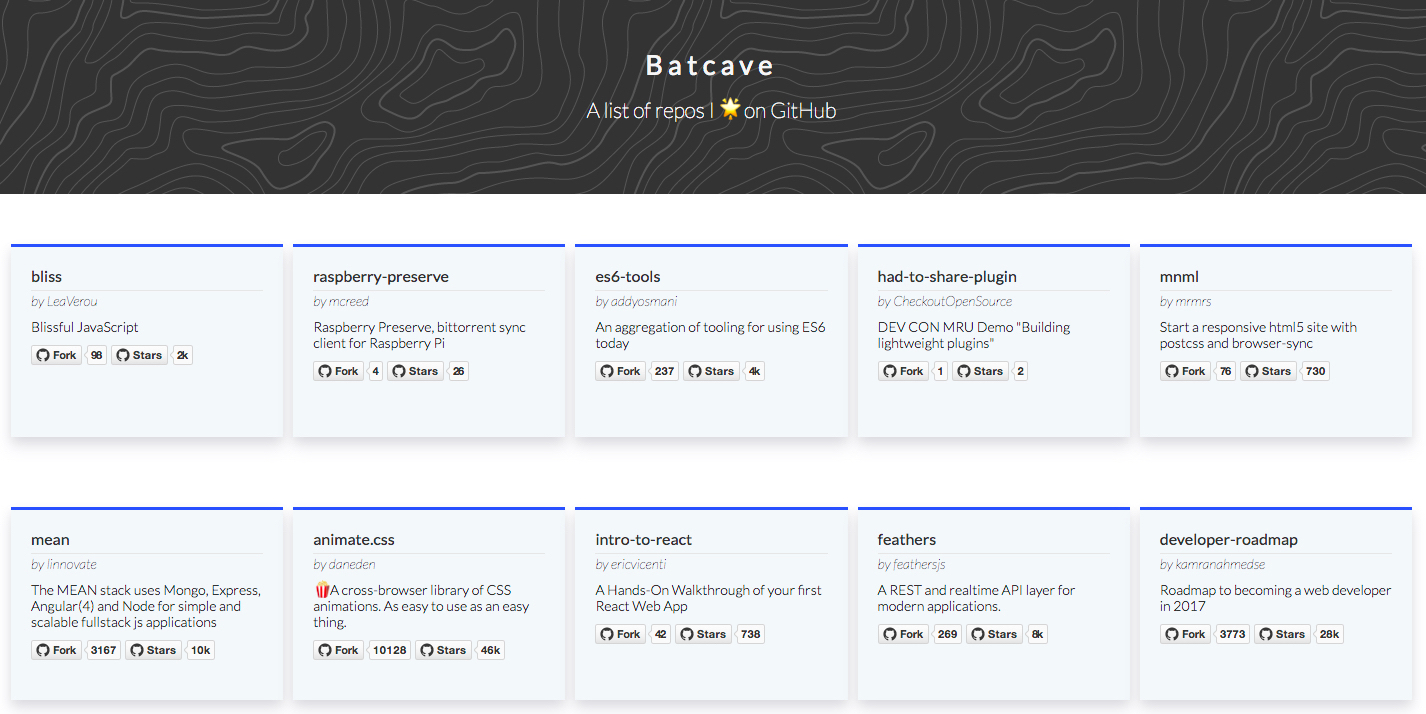 Batcave
A list of repos I 🌟 on GitHub
bliss
by LeaVerou
Blissful JavaScript
Fork 98 Stars 2k
raspberry-preserve
by mcreed
Raspberry Preserve, bittorrent sync
client for Raspberry Pi
Fork 4 Stars 26
es6-tools
by addyosmani
An aggregation of tooling for using ES6
today
Fork 237 Stars 4k
had-to-share-plugin
by CheckoutOpenSource
DEV CON MRU Demo "Building
lightweight plugins"
Fork 1 Stars 2
mnml
by mrmrs
Start a responsive html5 site with
postcss and browser-sync
Fork 76 Stars 730
mean
by linnovate
The MEAN stack uses Mongo, Express,
Angular(4) and Node for simple and
scalable fullstack js applications
Fork 3167 Stars 10k
animate.css
by daneden
🍿A cross-browser library of CSS
animations. As easy to use as an easy
thing.
Fork 10128 Stars 46k
intro-to-react
by ericvicenti
A Hands-On Walkthrough of your first
React Web App
Fork 42 Stars 738
feathers
by feathersjs
A REST and realtime API layer for
modern applications.
Fork 269 Stars 8k
developer-roadmap
by kamranahmedse
Roadmap to becoming a web developer
in 2017
Fork 3773 Stars 28k